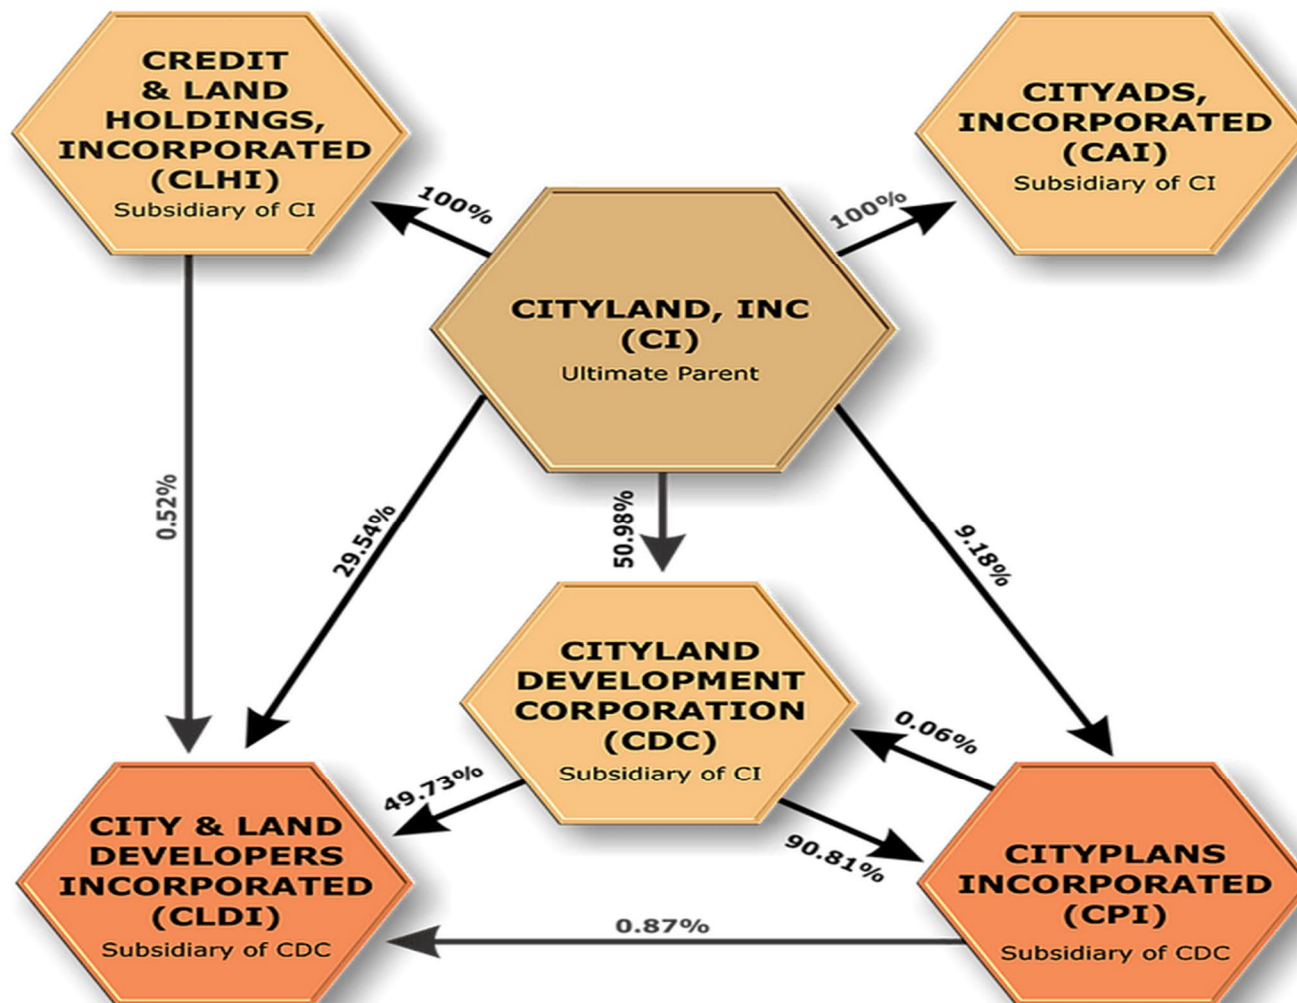 CREDIT
& LAND
HOLDINGS,
INCORPORATED
(CLHI)
Subsidiary of CI
CITYADS,
INCORPORATED
(CAI)
Subsidiary of CI
100%
100%
CITYLAND, INC
(CI)
Ultimate Parent
0.52%
29.54%
50.98%
9.18%
CITYLAND
DEVELOPMENT
CORPORATION
(CDC)
Subsidiary of CI
0.06%
49.73%
90.81%
CITY & LAND
DEVELOPERS
INCORPORATED
(CLDI)
Subsidiary of CDC
0.87%
CITYPLANS
INCORPORATED
(CPI)
Subsidiary of CDC